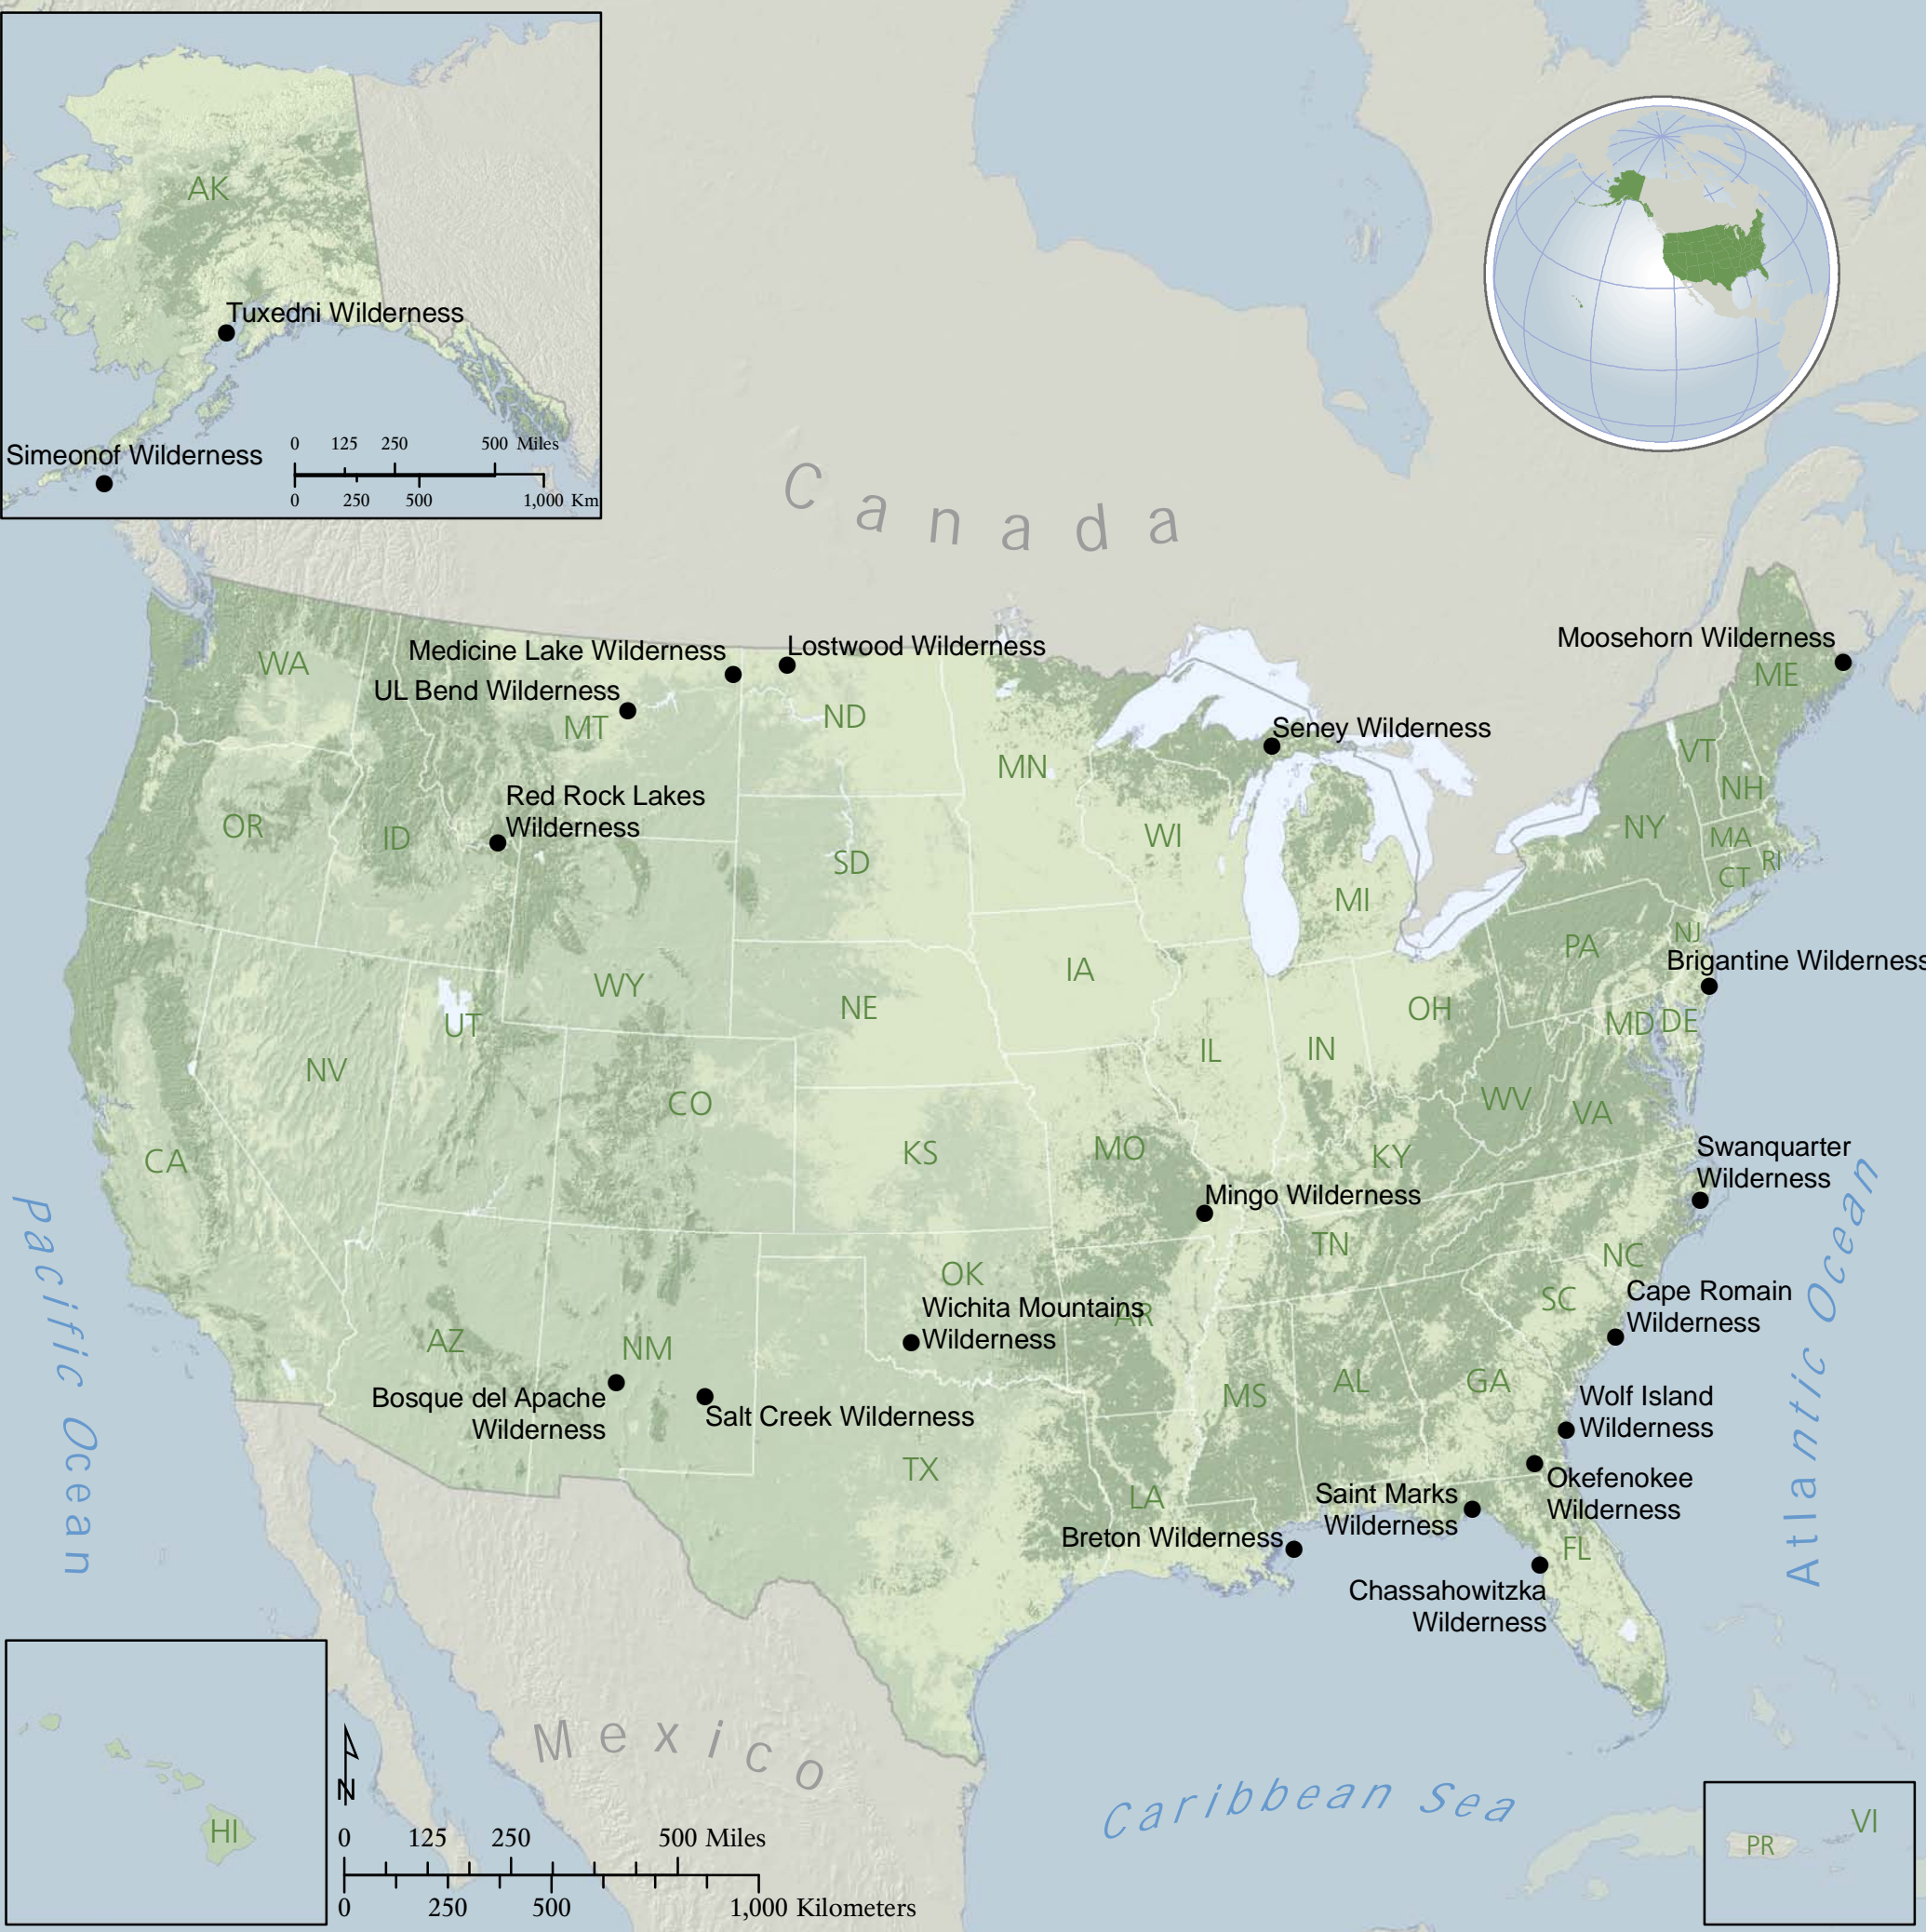 AK
Tuxedni Wilderness
Simeonof Wilderness
0 125 250 500 Miles
0 250 500 1,000 Km
Canada
Moosehorn Wilderness
ME
Medicine Lake Wilderness
Lostwood Wilderness
WA
UL Bend Wilderness
MT
ND
Seney Wilderness
MN
VT
NH
Red Rock Lakes
Wilderness
OR
ID
SD
WI
MI
NY
MA
RI
CT
NJ
PA
Brigantine Wilderness
WY
NE
IA
UT
NV
CO
IL
IN
OH
MD
DE
WV
VA
CA
KS
MO
KY
Swanquarter
Wilderness
Mingo Wilderness
TN
NC
OK
Wichita Mountains
Wilderness
AR
SC
Cape Romain
Wilderness
AZ
NM
Bosque del Apache
Wilderness
Salt Creek Wilderness
MS
AL
GA
Wolf Island
Wilderness
TX
LA
Okefenokee
Wilderness
Saint Marks
Wilderness
Breton Wilderness
FL
Chassahowitzka
Wilderness
Pacific Ocean
Atlantic Ocean
Mexico
Caribbean Sea
HI
N
0 125 250 500 Miles
0 250 500 1,000 Kilometers
PR
VI